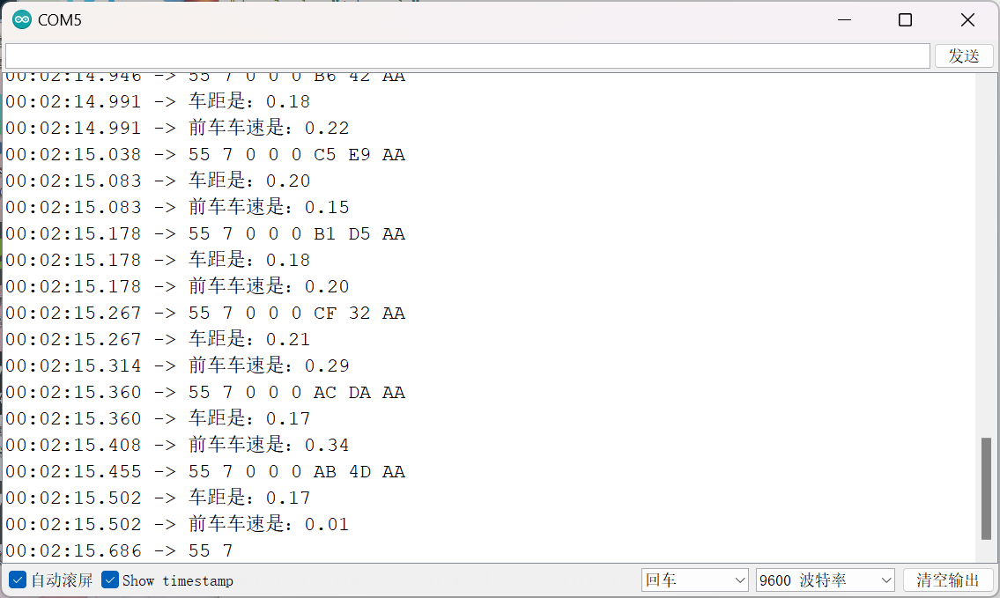 COM5
发送
00:02:14.946 -> 55 7 0 0 0 B6 42 AA
00:02:14.991 -> 车距是：0.18
00:02:14.991 -> 前车车速是：0.22
00:02:15.038 -> 55 7 0 0 0 C5 E9 AA
00:02:15.083 -> 车距是：0.20
00:02:15.083 -> 前车车速是：0.15
00:02:15.178 -> 55 7 0 0 0 B1 D5 AA
00:02:15.178 -> 车距是：0.18
00:02:15.178 -> 前车车速是：0.20
00:02:15.267 -> 55 7 0 0 0 CF 32 AA
00:02:15.267 -> 车距是：0.21
00:02:15.314 -> 前车车速是：0.29
00:02:15.360 -> 55 7 0 0 0 AC DA AA
00:02:15.360 -> 车距是：0.17
00:02:15.408 -> 前车车速是：0.34
00:02:15.455 -> 55 7 0 0 0 AB 4D AA
00:02:15.502 -> 车距是：0.17
00:02:15.502 -> 前车车速是：0.01
00:02:15.686 -> 55 7
自动滚屏 Show timestamp 回车 9600 波特率 清空输出